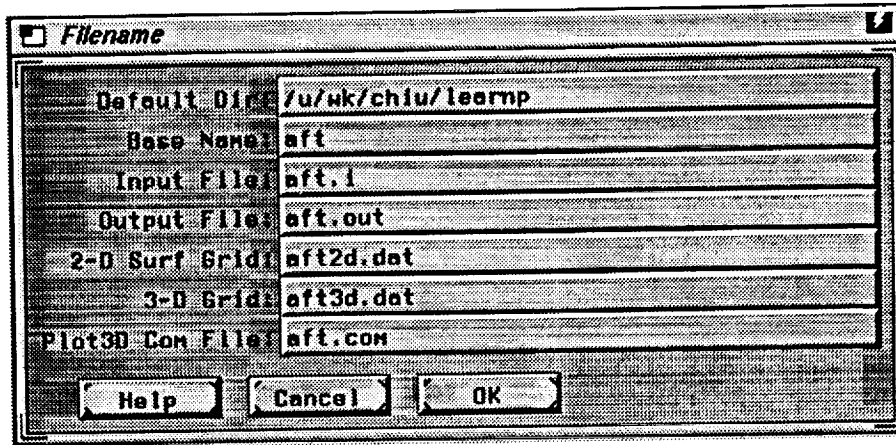 Filename
Default Dir: /u/wk/chiu/learnp
Base Name: aft
Input File: aft.i
Output File: aft.out
2-D Surf Grid: aft2d.dat
3-D Grid: aft3d.dat
Plot3D Com File: aft.com
Help Cancel OK